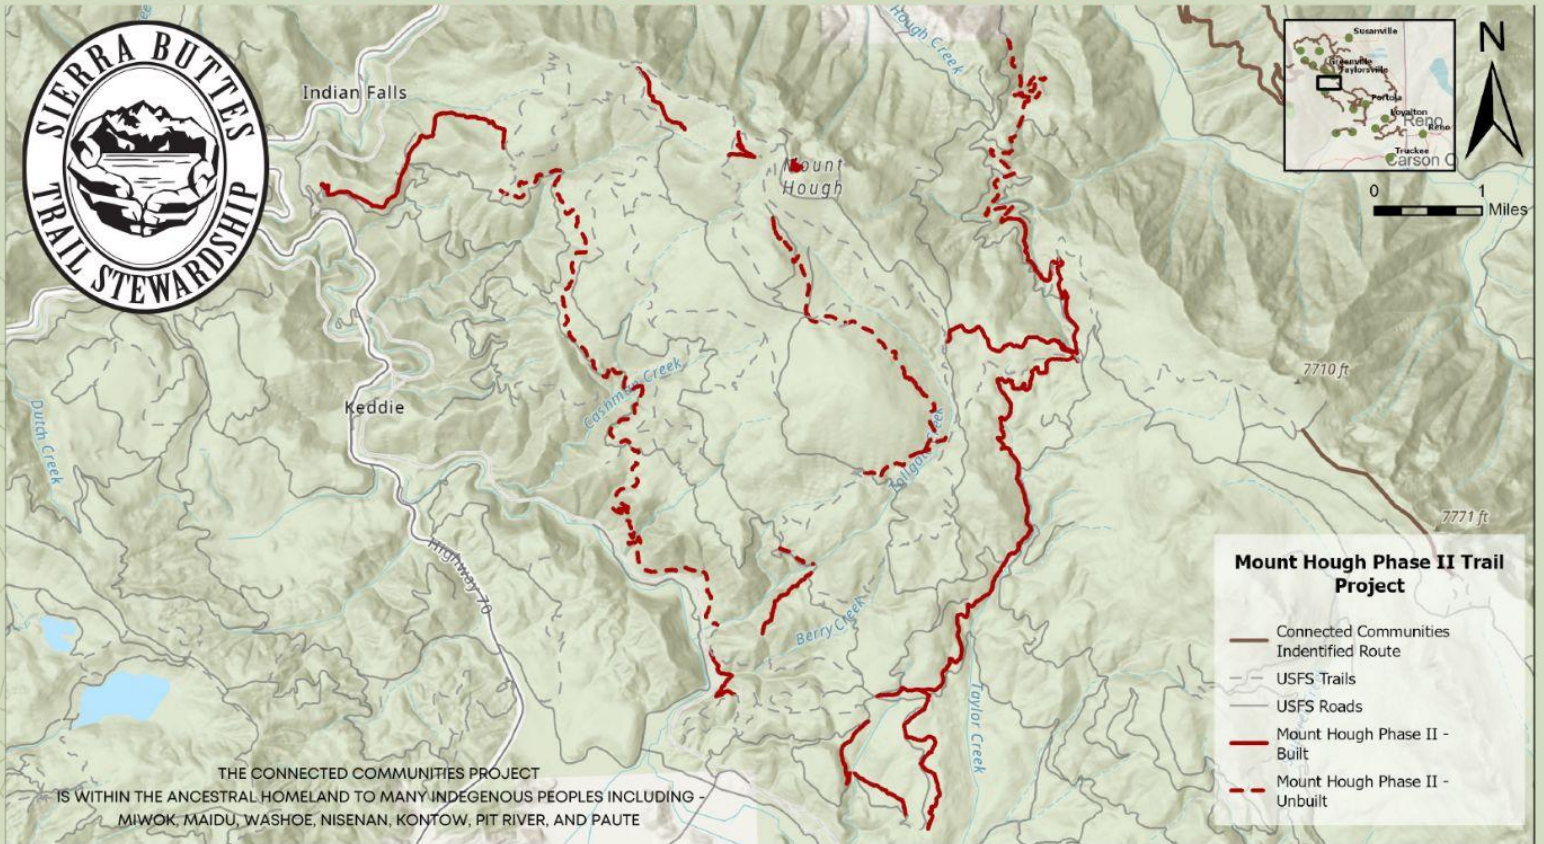 SIERRA BUTTES
TRAIL STEWARDSHIP
Indian Falls
Hough Creek
Mount
Hough
Susanville
Greenville
Taylorsville
Portola
Loyalton
Reno
Reno
Truckee
Carson C
N
0 1
Miles
Keddie
Cashman Creek
Dutch Creek
7710 ft
7771 ft
Highway 70
Berry Creek
Taylor Creek
Mount Hough Phase II Trail
Project
Connected Communities
Indentified Route
USFS Trails
USFS Roads
Mount Hough Phase II -
Built
Mount Hough Phase II -
Unbuilt
THE CONNECTED COMMUNITIES PROJECT
IS WITHIN THE ANCESTRAL HOMELAND TO MANY INDEGENOUS PEOPLES INCLUDING -
MIWOK, MAIDU, WASHOE, NISENAN, KONTOW, PIT RIVER, AND PAUTE